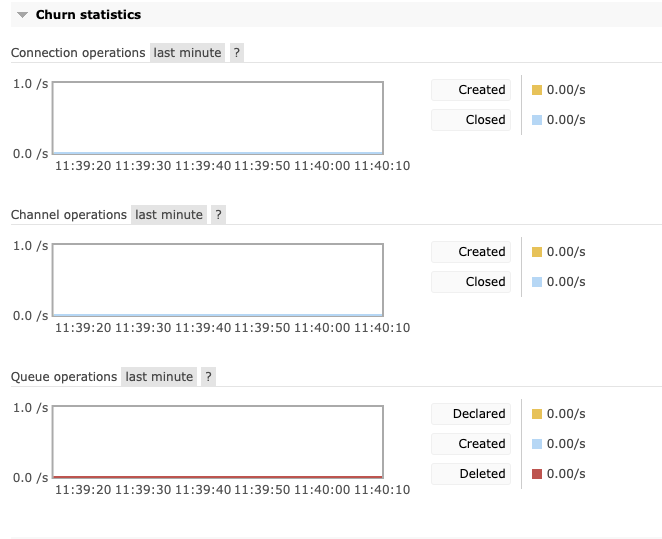 Churn statistics
Connection operations last minute ?
1.0 /s
0.0 /s
11:39:20 11:39:30 11:39:40 11:39:50 11:40:00 11:40:10
Created 0.00/s
Closed 0.00/s
Channel operations last minute ?
1.0 /s
0.0 /s
11:39:20 11:39:30 11:39:40 11:39:50 11:40:00 11:40:10
Created 0.00/s
Closed 0.00/s
Queue operations last minute ?
1.0 /s
0.0 /s
11:39:20 11:39:30 11:39:40 11:39:50 11:40:00 11:40:10
Declared 0.00/s
Created 0.00/s
Deleted 0.00/s